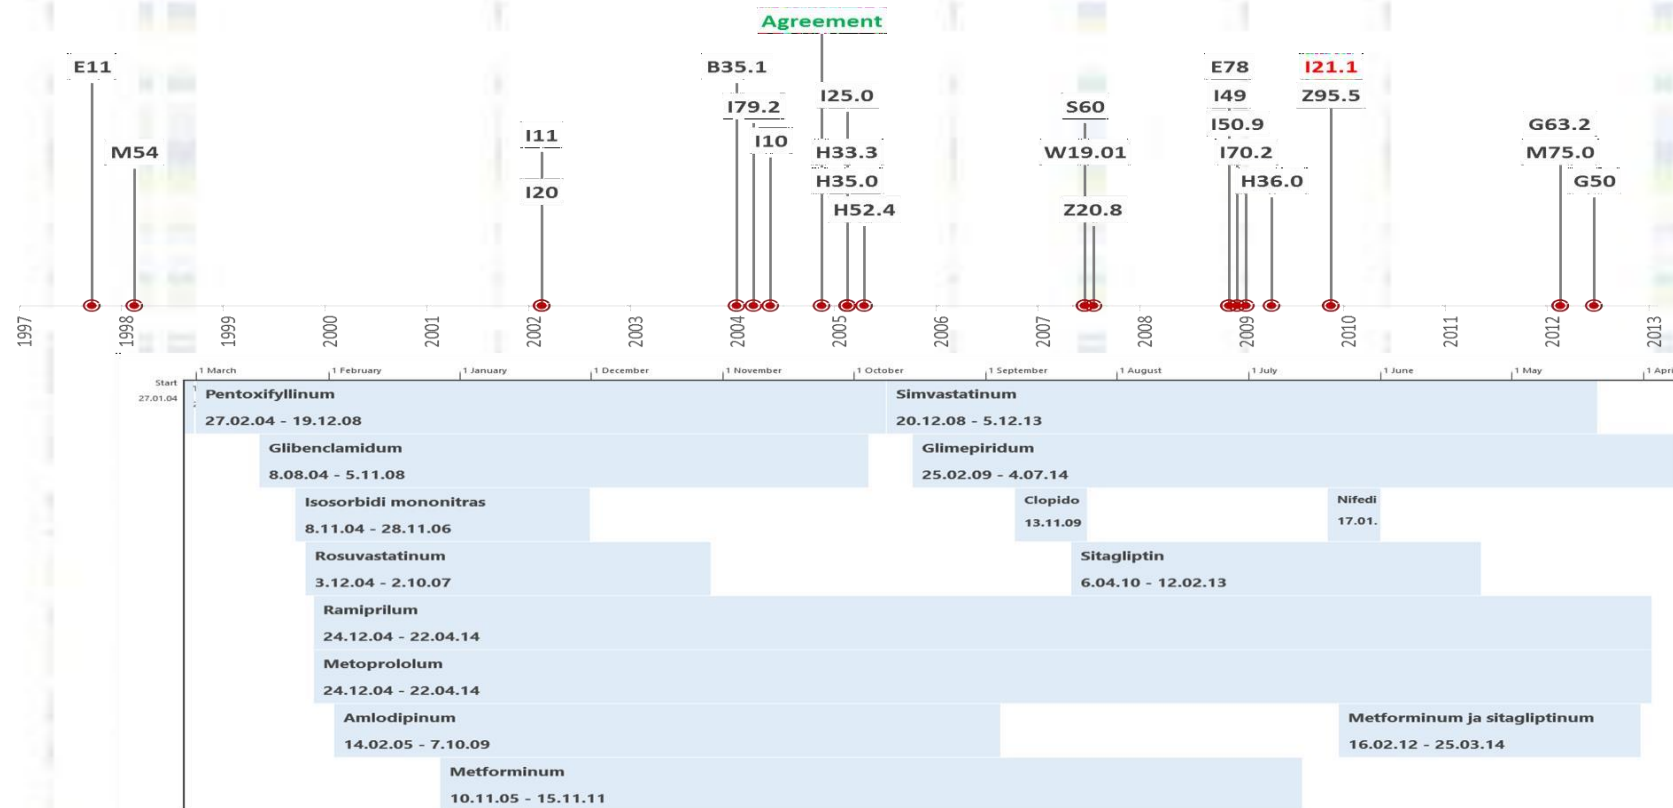 Agreement
E11
B35.1
E78
I21.1
I79.2
I25.0
S60
I49
Z95.5
I11
I10
I50.9
G63.2
M54
H33.3
W19.01
I70.2
M75.0
I20
H35.0
H36.0
G50
H52.4
Z20.8
1997
1998
1999
2000
2001
2002
2003
2004
2005
2006
2007
2008
2009
2010
2011
2012
2013
Start
27.01.04
1 March
1 February
1 January
1 December
1 November
1 October
1 September
1 August
1 July
1 June
1 May
1 Apri
Pentoxifyllinum
27.02.04 - 19.12.08
Simvastatinum
20.12.08 - 5.12.13
Glibenclamidum
8.08.04 - 5.11.08
Glimepiridum
25.02.09 - 4.07.14
Isosorbidi mononitras
8.11.04 - 28.11.06
Clopido
13.11.09
Nifedi
17.01.
Rosuvastatinum
3.12.04 - 2.10.07
Sitagliptin
6.04.10 - 12.02.13
Ramiprilum
24.12.04 - 22.04.14
Metoprololum
24.12.04 - 22.04.14
Amlodipinum
14.02.05 - 7.10.09
Metforminum ja sitagliptinum
16.02.12 - 25.03.14
Metforminum
10.11.05 - 15.11.11